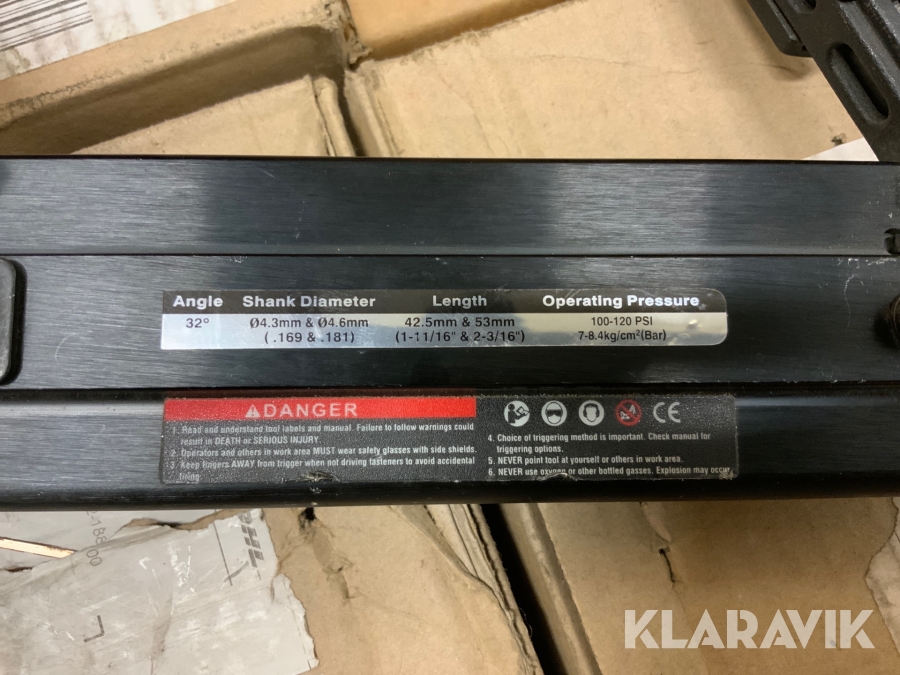 Angle Shank Diameter Length Operating Pressure
32° Ø4.3mm & Ø4.6mm 42.5mm & 53mm 100-120 PSI
( .169 & .181) (1-11/16" & 2-3/16") 7-8.4kg/cm²(Bar)
DANGER
1. Read and understand tool labels and manual. Failure to follow warnings could
result in DEATH or SERIOUS INJURY.
2. Operators and others in work area MUST wear safety glasses with side shields.
3. Keep fingers AWAY from trigger when not driving fasteners to avoid accidental
firing.
CE
4. Choice of triggering method is important. Check manual for
triggering options.
5. NEVER point tool at yourself or others in work area.
6. NEVER use oxygen or other bottled gasses. Explosion may occur
-188
00
L
KLARAVIK